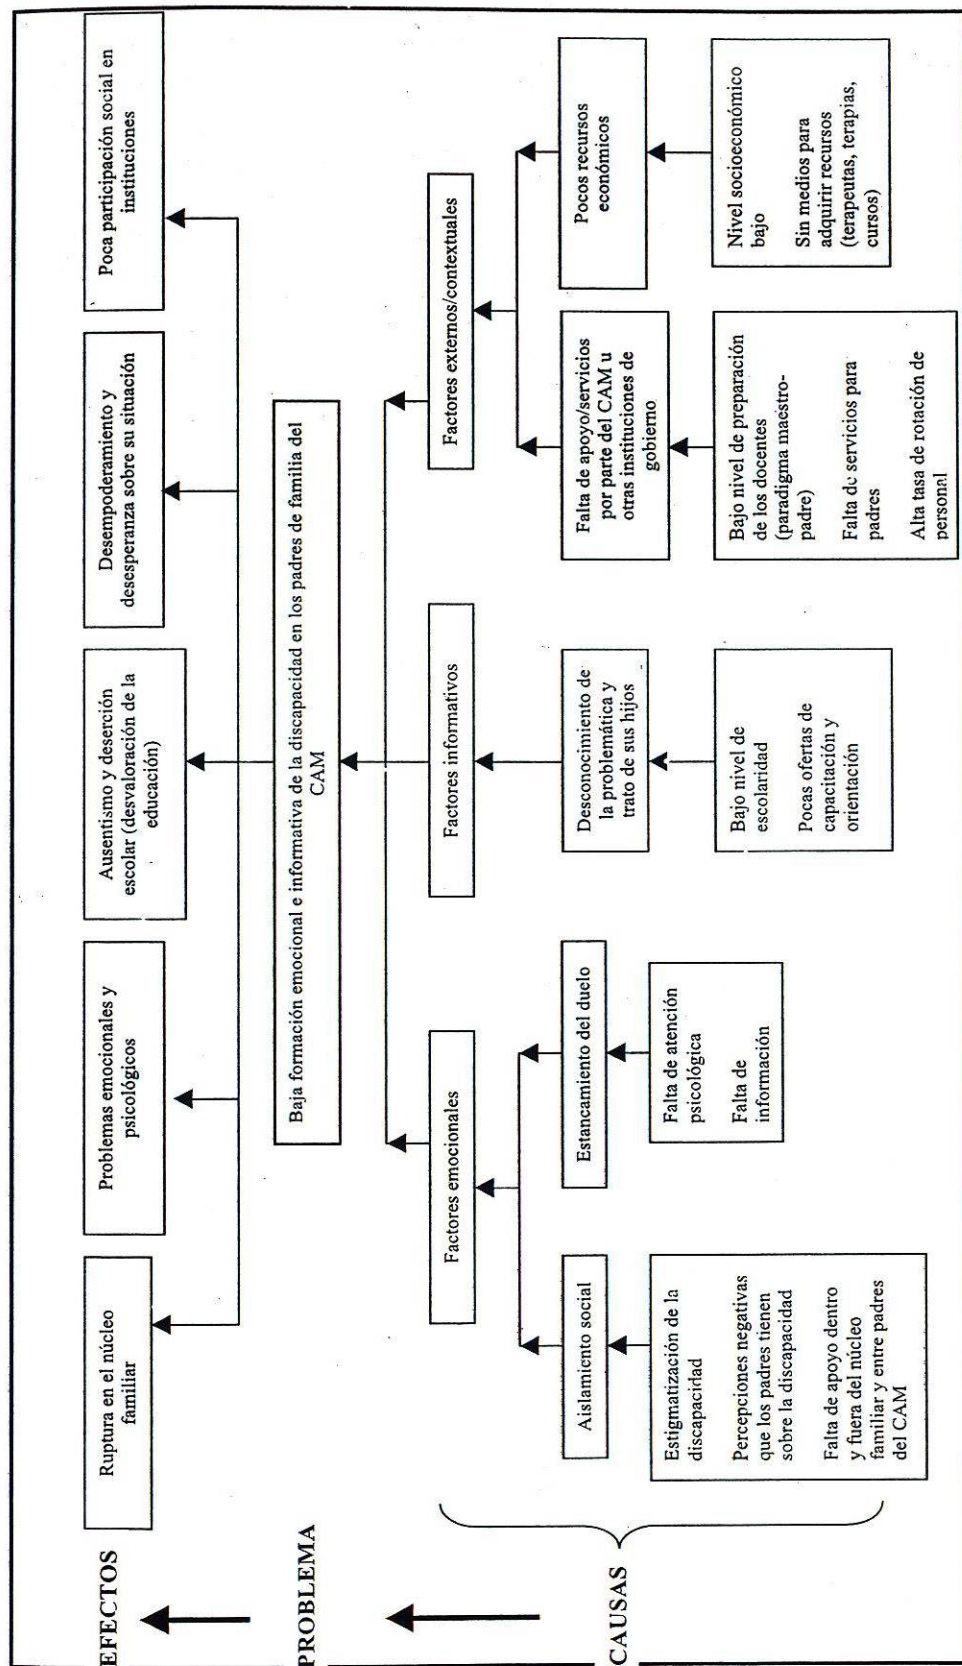 EFECTOS
Ruptura en el núcleo
familiar
Problemas emocionales y
psicológicos
Ausentismo y deserción
escolar (desvaloración de la
educación)
Desempoderamiento y
desesperanza sobre su situación
Poca participación social en
instituciones
PROBLEMA
Baja formación emocional e informativa de la discapacidad en los padres de familia del
CAM
CAUSAS
Factores emocionales
Factores informativos
Factores externos/contextuales
Aislamiento social
Estancamiento del duelo
Desconocimiento de
la problemática y
trato de sus hijos
Falta de apoyo/servicios
por parte del CAM u
otras instituciones de
gobierno
Pocos recursos
económicos
Estigmatización de la
discapacidad
Percepciones negativas
que los padres tienen
sobre la discapacidad
Falta de apoyo dentro
y fuera del núcleo
familiar y entre padres
del CAM
Falta de atención
psicológica
Falta de
información
Bajo nivel de
escolaridad
Pocas ofertas de
capacitación y
orientación
Bajo nivel de preparación
de los docentes
(paradigma maestro-
padre)
Falta de servicios para
padres
Alta tasa de rotación de
personal
Nivel socioeconómico
bajo
Sin medios para
adquirir recursos
(terapeutas, terapias,
cursos)